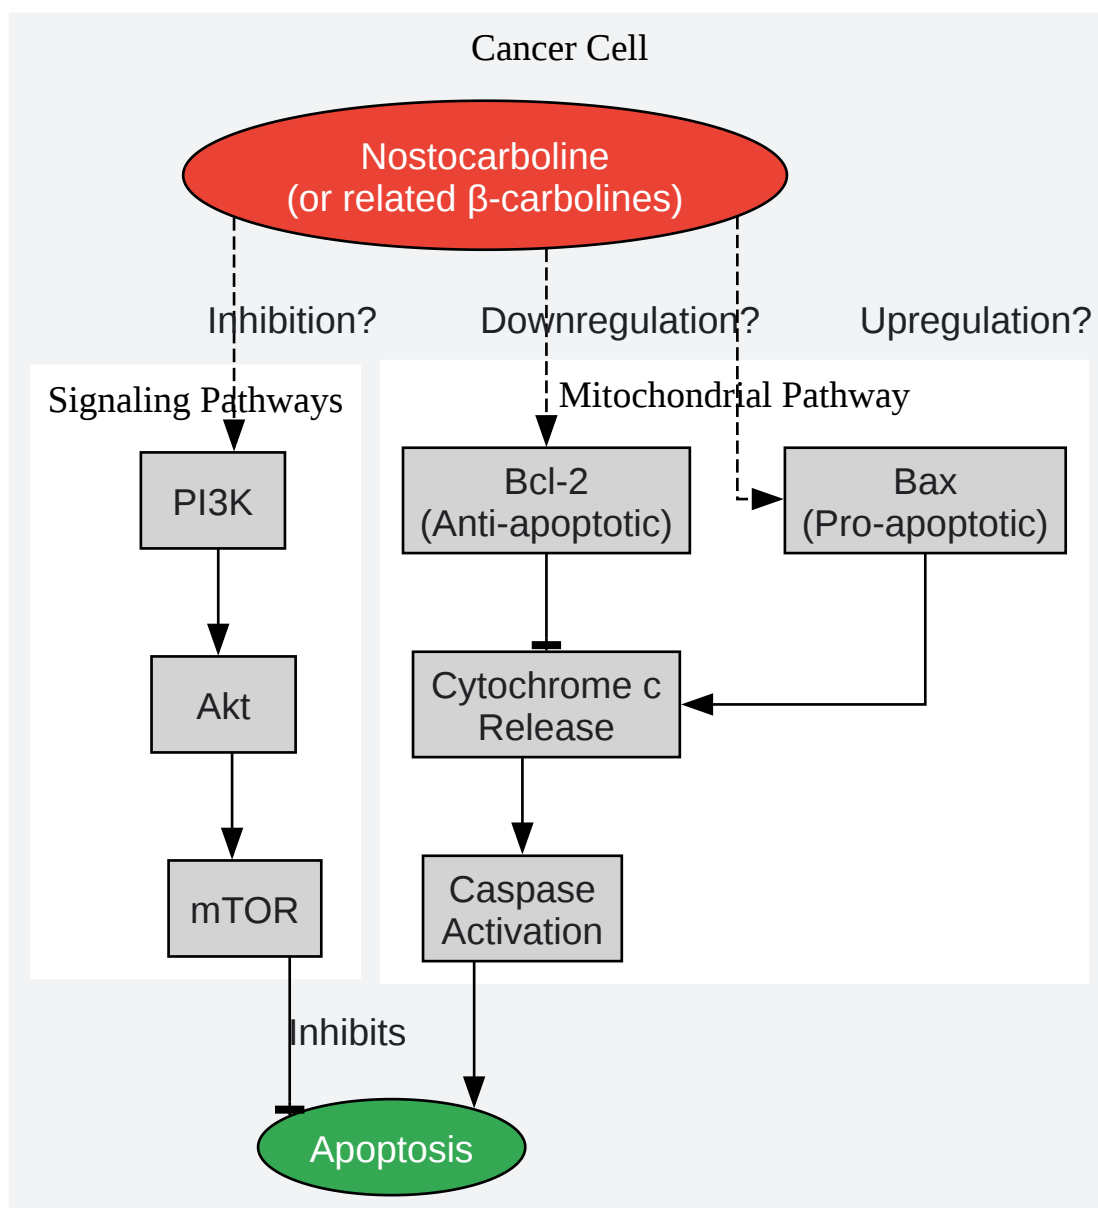 Cancer Cell
Nostocarboline
(or related β-carbolines)
Inhibition?
Downregulation?
Upregulation?
Signaling Pathways
Mitochondrial Pathway
PI3K
Bcl-2
(Anti-apoptotic)
Bax
(Pro-apoptotic)
Akt
Cytochrome c
Release
mTOR
Caspase
Activation
Inhibits
Apoptosis